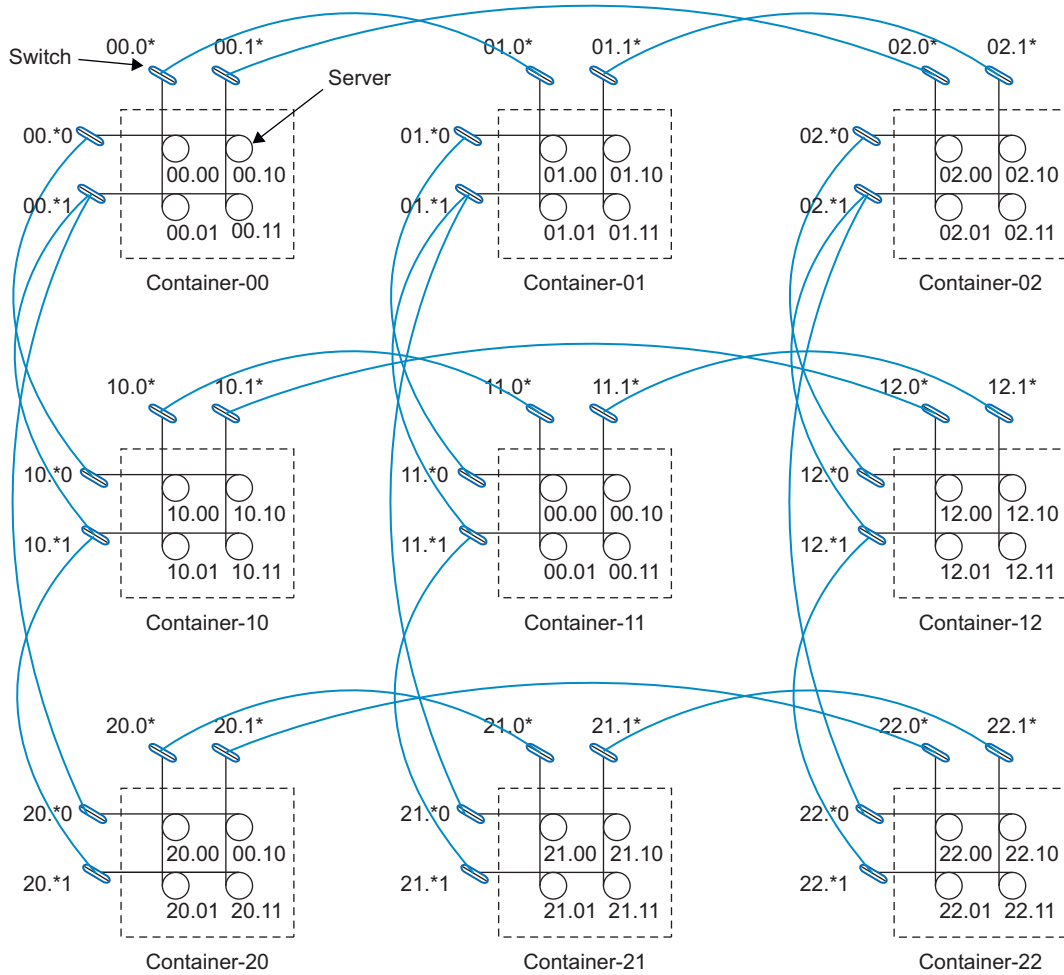 00.0* 00.1* 01.0* 01.1* 02.0* 02.1*
Switch
Server
00.*0 01.*0 02.*0
00.00 00.10 01.00 01.10 02.00 02.10
00.*1 01.*1 02.*1
00.01 00.11 01.01 01.11 02.01 02.11
Container-00 Container-01 Container-02
10.0* 10.1* 11.0* 11.1* 12.0* 12.1*
10.*0 11.*0 12.*0
10.00 10.10 00.00 00.10 12.00 12.10
10.*1 11.*1 12.*1
10.01 10.11 00.01 00.11 12.01 12.11
Container-10 Container-11 Container-12
20.0* 20.1* 21.0* 21.1* 22.0* 22.1*
20.*0 21.*0 22.*0
20.00 00.10 21.00 21.10 22.00 22.10
20.*1 21.*1 22.*1
20.01 20.11 21.01 21.11 22.01 22.11
Container-20 Container-21 Container-22